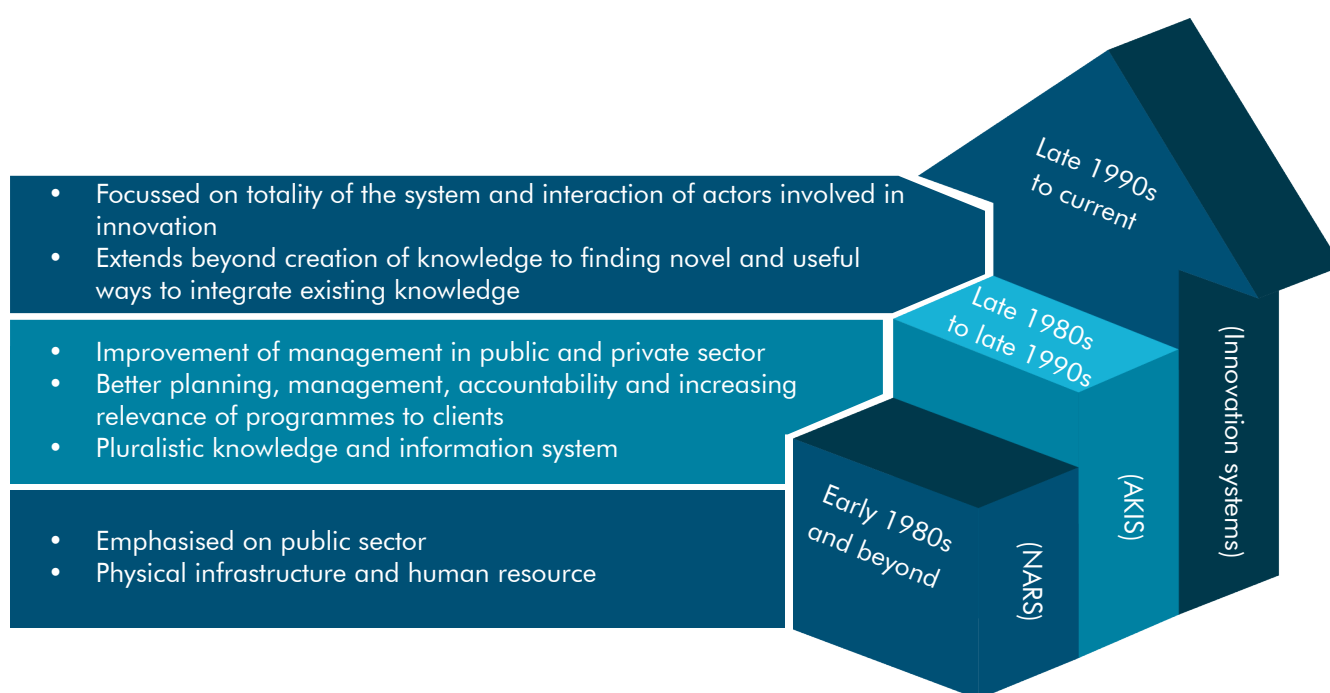 Late 1990s
to current
• Focussed on totality of the system and interaction of actors involved in
innovation
• Extends beyond creation of knowledge to finding novel and useful
ways to integrate existing knowledge
(Innovation systems)
Late 1980s
to late 1990s
• Improvement of management in public and private sector
• Better planning, management, accountability and increasing
relevance of programmes to clients
• Pluralistic knowledge and information system
(AKIS)
Early 1980s
and beyond
• Emphasised on public sector
• Physical infrastructure and human resource
(NARS)